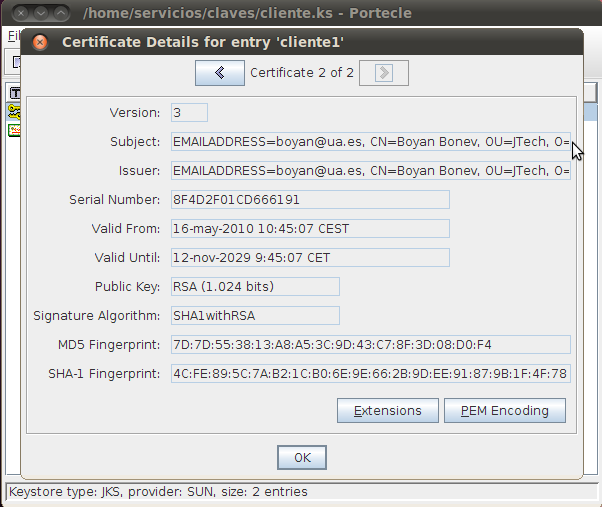 /home/servicios/claves/cliente.ks - Portecle
Certificate Details for entry 'cliente1'
Certificate 2 of 2
Version: 3
Subject: EMAILADDRESS=boyan@ua.es, CN=Boyan Bonev, OU=JTech, O=
Issuer: EMAILADDRESS=boyan@ua.es, CN=Boyan Bonev, OU=JTech, O=
Serial Number: 8F4D2F01CD666191
Valid From: 16-may-2010 10:45:07 CEST
Valid Until: 12-nov-2029 9:45:07 CET
Public Key: RSA (1.024 bits)
Signature Algorithm: SHA1withRSA
MD5 Fingerprint: 7D:7D:55:38:13:A8:A5:3C:9D:43:C7:8F:3D:08:D0:F4
SHA-1 Fingerprint: 4C:FE:89:5C:7A:B2:1C:B0:6E:9E:66:2B:9D:EE:91:87:9B:1F:4F:78
Extensions PEM Encoding
OK
Keystore type: JKS, provider: SUN, size: 2 entries